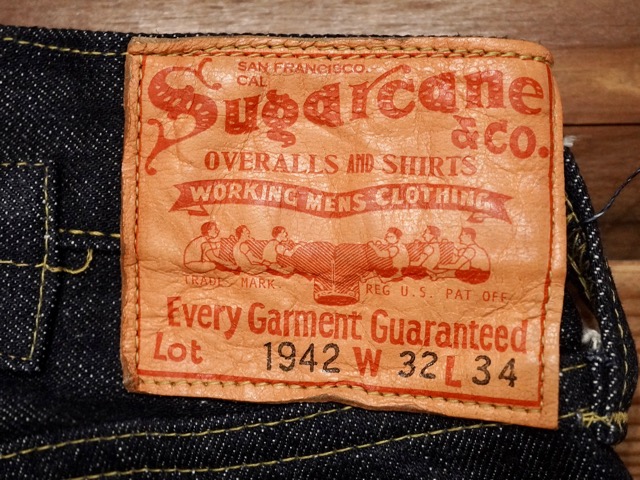 SAN FRANCISCO.
CAL
Sugarcane
& CO.
OVERALLS AND SHIRTS
WORKING MENS CLOTHING
TRADE MARK.
REG U.S. PAT OFF.
Every Garment Guaranteed
Lot 1942 W 32 L 34